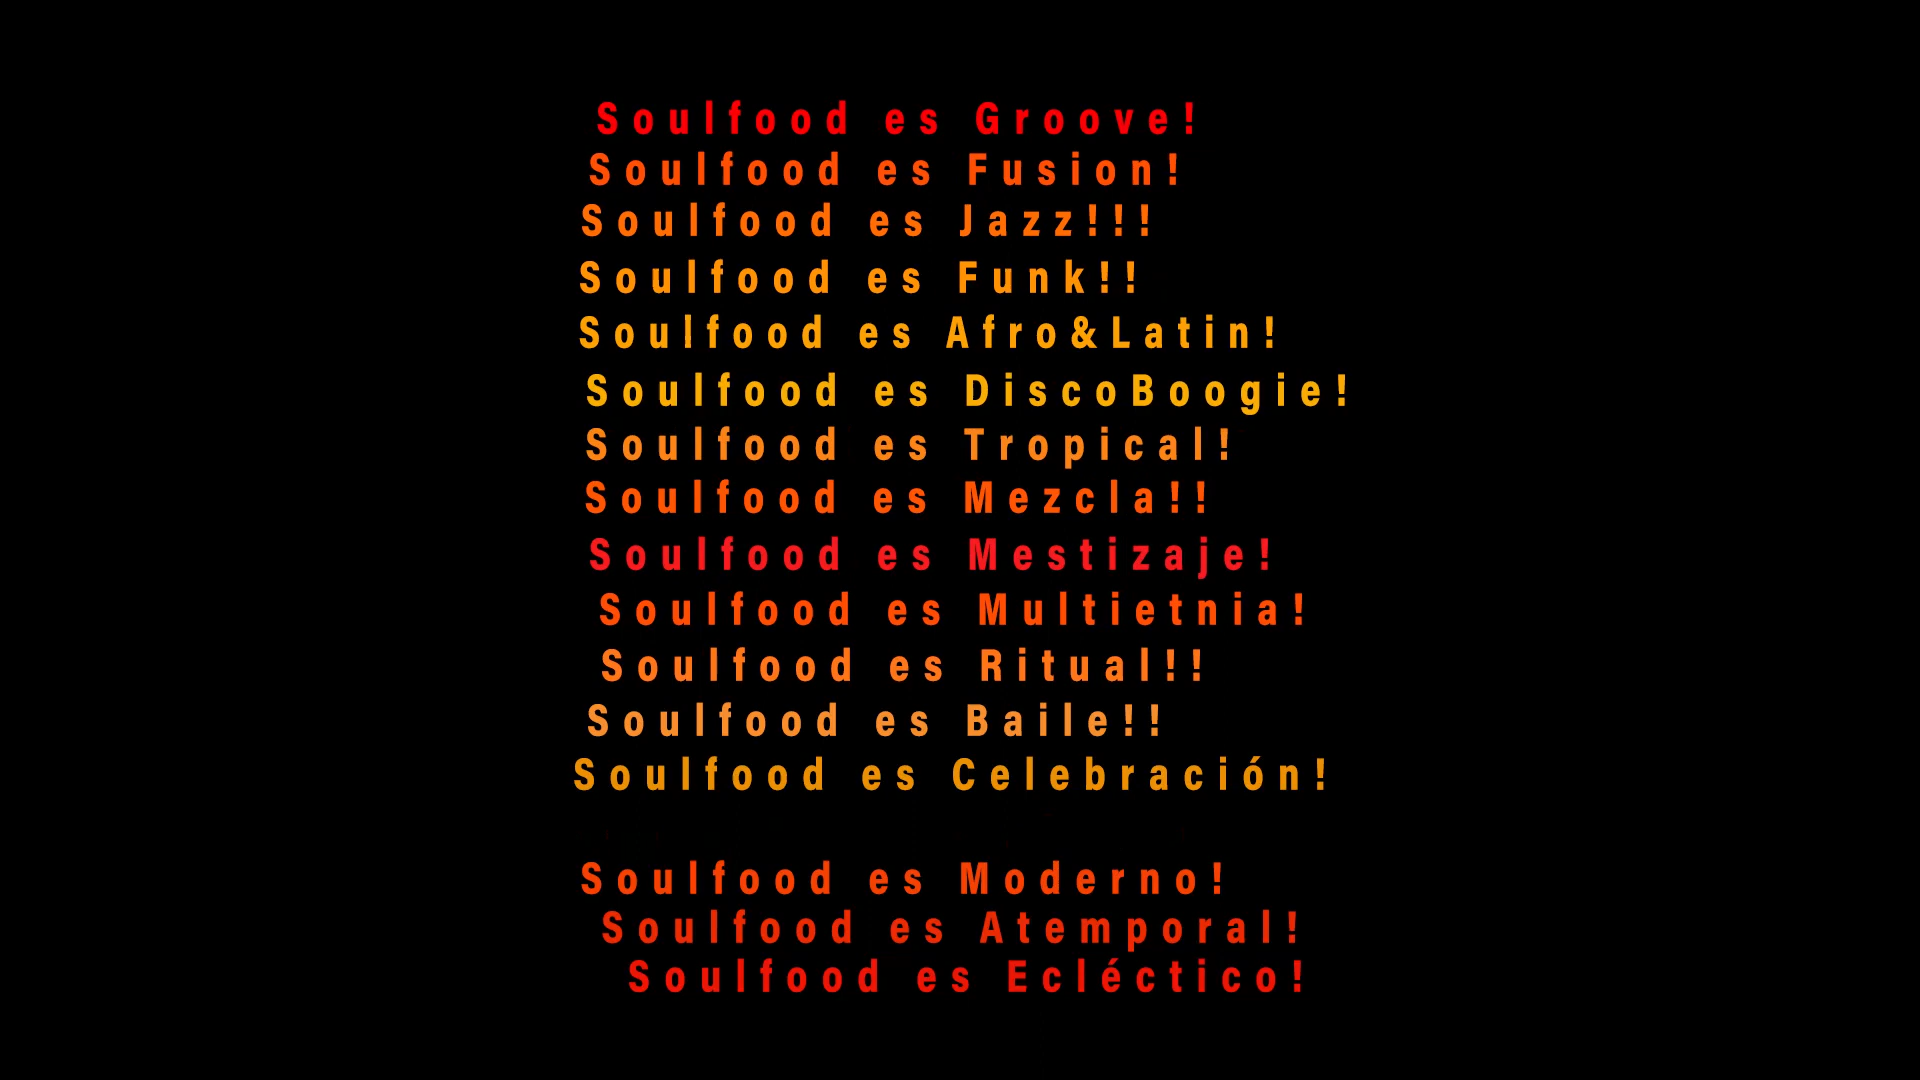 Soulfood es Groove!
Soulfood es Fusion!
Soulfood es Jazz!!!
Soulfood es Funk!!
Soulfood es Afro&Latin!
Soulfood es DiscoBoogie!
Soulfood es Tropical!
Soulfood es Mezcla!!
Soulfood es Mestizaje!
Soulfood es Multietnia!
Soulfood es Ritual!!
Soulfood es Baile!!
Soulfood es Celebración!
Soulfood es Moderno!
Soulfood es Atemporal!
Soulfood es Ecléctico!